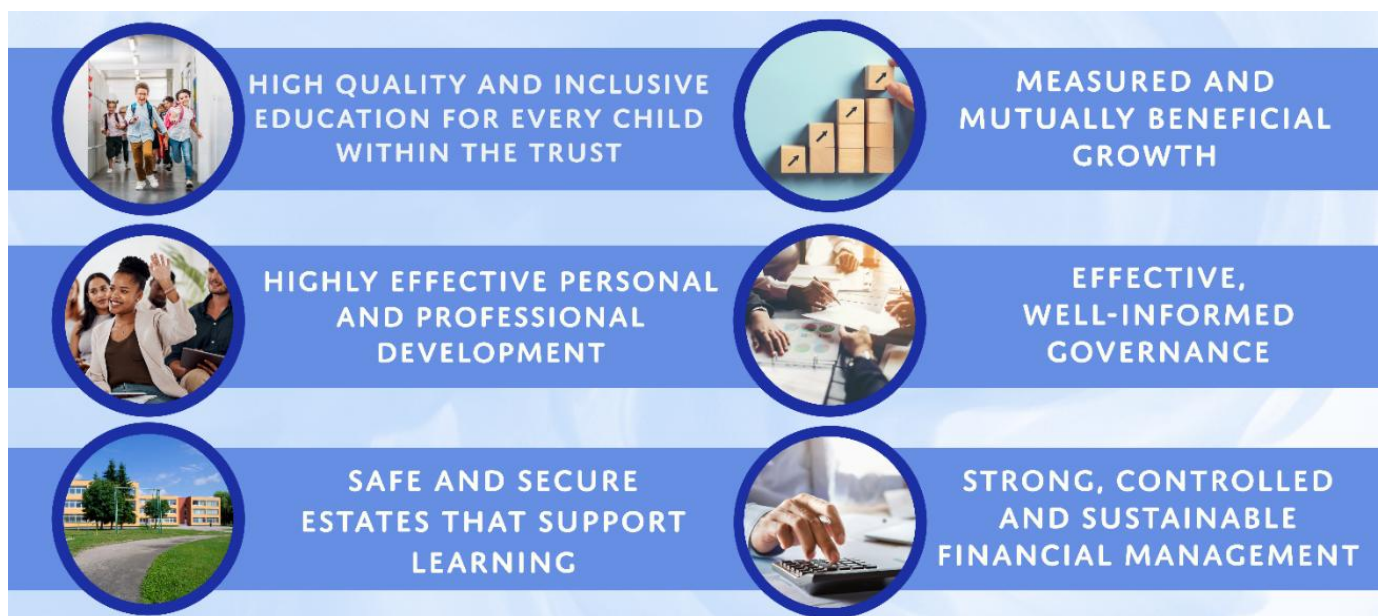 HIGH QUALITY AND INCLUSIVE
EDUCATION FOR EVERY CHILD
WITHIN THE TRUST
MEASURED AND
MUTUALLY BENEFICIAL
GROWTH
HIGHLY EFFECTIVE PERSONAL
AND PROFESSIONAL
DEVELOPMENT
EFFECTIVE,
WELL-INFORMED
GOVERNANCE
SAFE AND SECURE
ESTATES THAT SUPPORT
LEARNING
STRONG, CONTROLLED
AND SUSTAINABLE
FINANCIAL MANAGEMENT